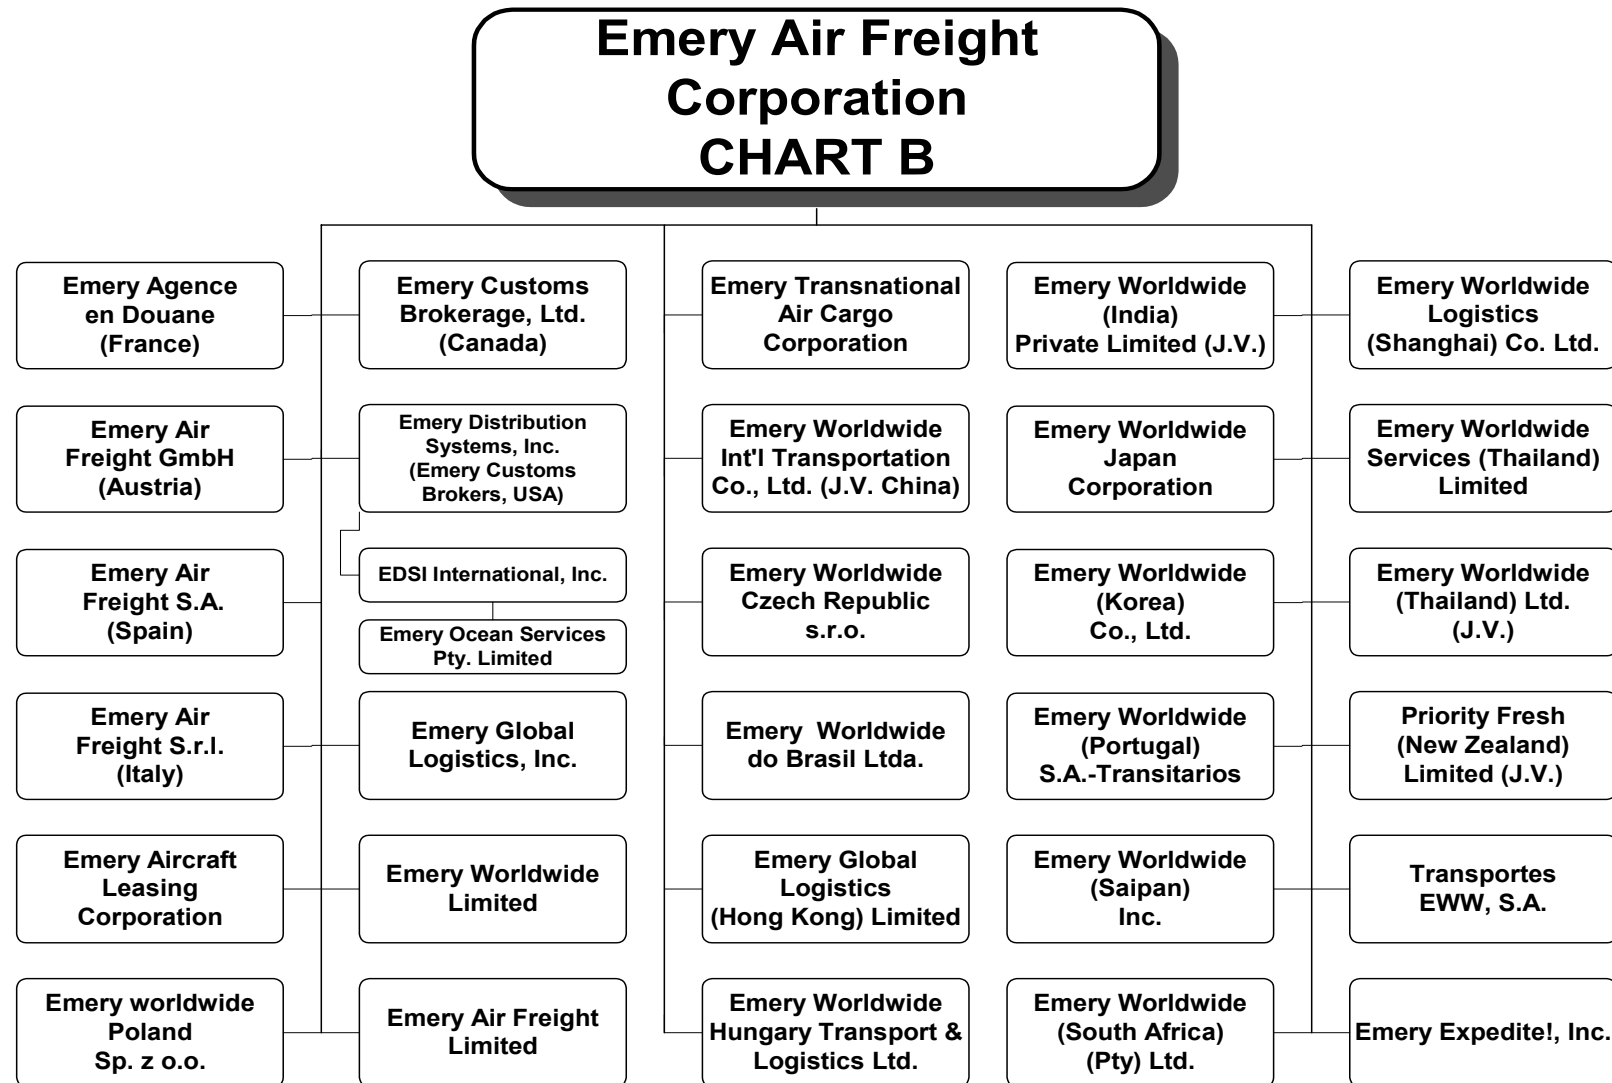 Emery Air Freight
Corporation
CHART B
Emery Agence
en Douane
(France)
Emery Customs
Brokerage, Ltd.
(Canada)
Emery Transnational
Air Cargo
Corporation
Emery Worldwide
(India)
Private Limited (J.V.)
Emery Worldwide
Logistics
(Shanghai) Co. Ltd.
Emery Air
Freight GmbH
(Austria)
Emery Distribution
Systems, Inc.
(Emery Customs
Brokers, USA)
Emery Worldwide
Int'l Transportation
Co., Ltd. (J.V. China)
Emery Worldwide
Japan
Corporation
Emery Worldwide
Services (Thailand)
Limited
Emery Air
Freight S.A.
(Spain)
EDSI International, Inc.
Emery Ocean Services
Pty. Limited
Emery Worldwide
Czech Republic
s.r.o.
Emery Worldwide
(Korea)
Co., Ltd.
Emery Worldwide
(Thailand) Ltd.
(J.V.)
Emery Air
Freight S.r.l.
(Italy)
Emery Global
Logistics, Inc.
Emery  Worldwide
do Brasil Ltda.
Emery Worldwide
(Portugal)
S.A.-Transitarios
Priority Fresh
(New Zealand)
Limited (J.V.)
Emery Aircraft
Leasing
Corporation
Emery Worldwide
Limited
Emery Global
Logistics
(Hong Kong) Limited
Emery Worldwide
(Saipan)
Inc.
Transportes
EWW, S.A.
Emery worldwide
Poland
Sp. z o.o.
Emery Air Freight
Limited
Emery Worldwide
Hungary Transport &
Logistics Ltd.
Emery Worldwide
(South Africa)
(Pty) Ltd.
Emery Expedite!, Inc.